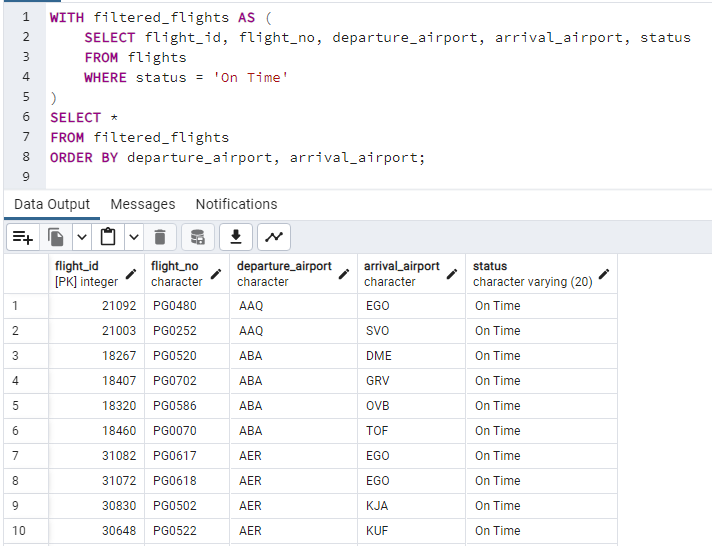 1 WITH filtered_flights AS (
2 SELECT flight_id, flight_no, departure_airport, arrival_airport, status
3 FROM flights
4 WHERE status = 'On Time'
5 )
6 SELECT *
7 FROM filtered_flights
8 ORDER BY departure_airport, arrival_airport;
9
Data Output Messages Notifications
flight_id flight_no departure_airport arrival_airport status
[PK] integer character character character character varying (20)
1 21092 PG0480 AAQ EGO On Time
2 21003 PG0252 AAQ SVO On Time
3 18267 PG0520 ABA DME On Time
4 18407 PG0702 ABA GRV On Time
5 18320 PG0586 ABA OVB On Time
6 18460 PG0070 ABA TOF On Time
7 31082 PG0617 AER EGO On Time
8 31072 PG0618 AER EGO On Time
9 30830 PG0502 AER KJA On Time
10 30648 PG0522 AER KUF On Time